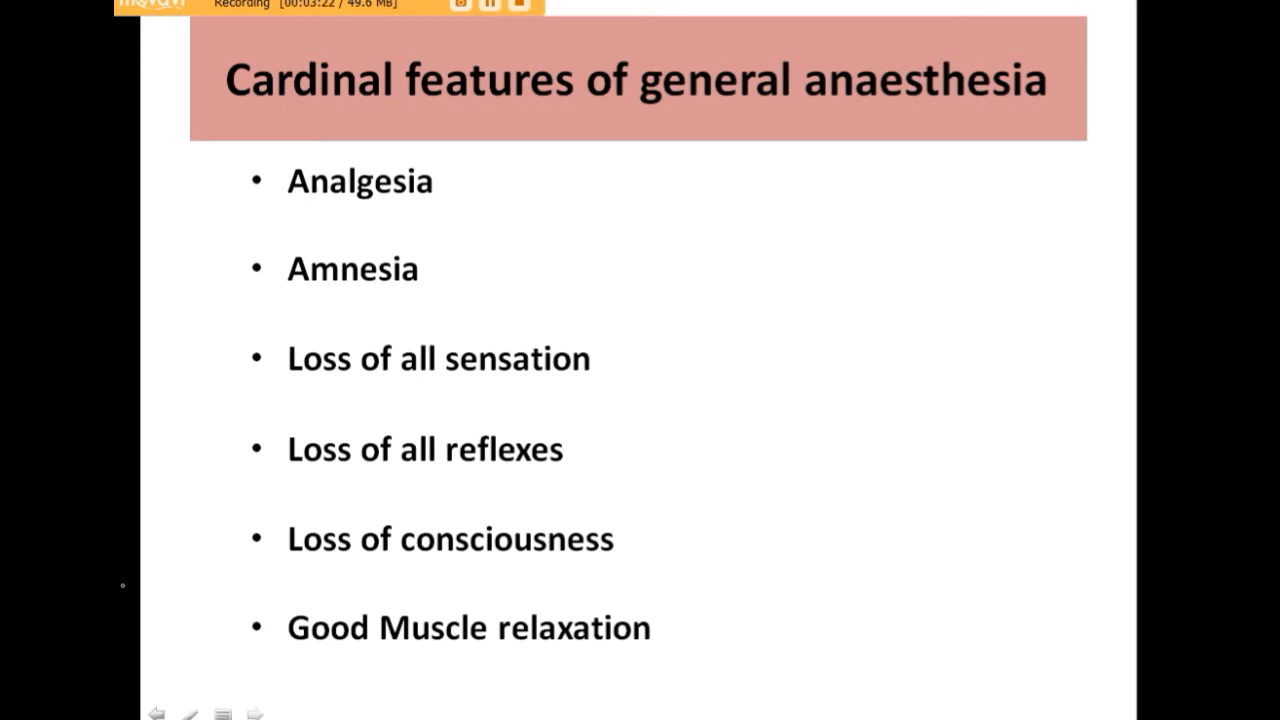 Recording [00:03:22 / 49.6 MB]
Cardinal features of general anaesthesia
• Analgesia
• Amnesia
• Loss of all sensation
• Loss of all reflexes
• Loss of consciousness
• Good Muscle relaxation